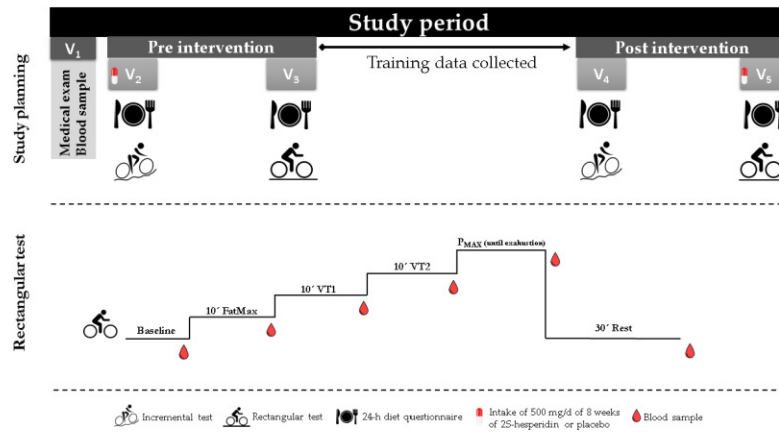 Study period
V1
Pre intervention
Post intervention
Training data collected
V2
V3
V4
V5
Medical exam
Blood sample
Study planning
Rectangular test
Baseline
10´ FatMax
10´ VT1
10´ VT2
PMAX (until exahustion)
30´ Rest
Incremental test
Rectangular test
24-h diet questionnaire
Intake of 500 mg/d of 8 weeks
of 2S-hesperidin or placebo
Blood sample